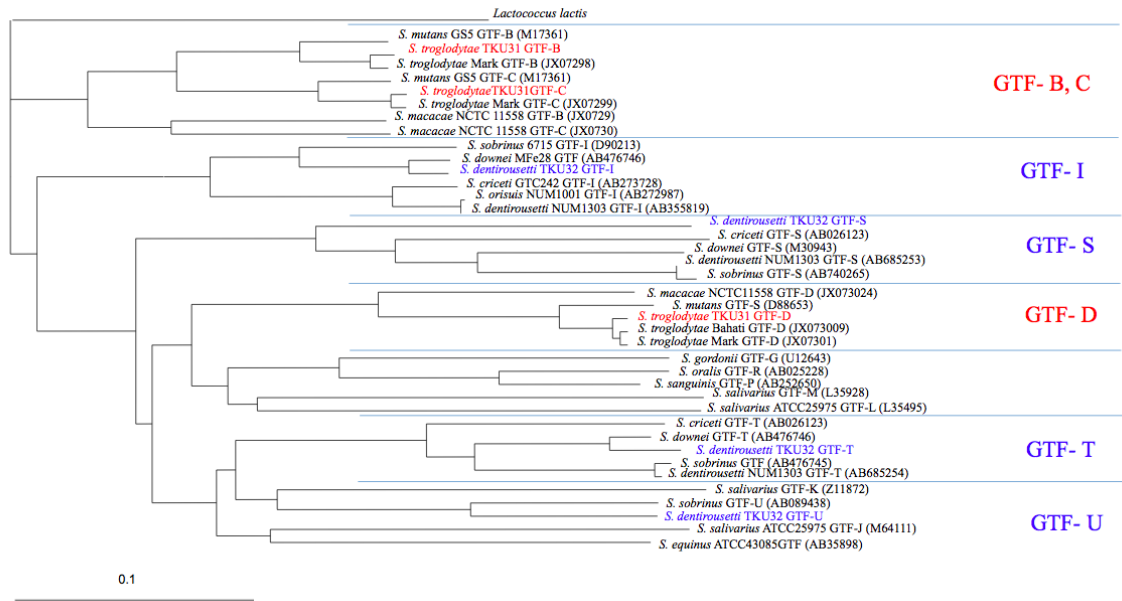 Lactococcus lactis
S. mutans GS5 GTF-B (M17361)
S. troglodytae TKU31 GTF-B
S. troglodytae Mark GTF-B (JX07298)
S. mutans GS5 GTF-C (M17361)
S. troglodytaeTKU31GTF-C
S. troglodytae Mark GTF-C (JX07299)
S. macacae NCTC 11558 GTF-B (JX0729)
S. macacae NCTC 11558 GTF-C (JX0730)
GTF- B, C
S. sobrinus 6715 GTF-I (D90213)
S. downei MFe28 GTF (AB476746)
S. dentirousetti TKU32 GTF-I
S. criceti GTC242 GTF-I (AB273728)
S. orisuis NUM1001 GTF-I (AB272987)
S. dentirousetti NUM1303 GTF-I (AB355819)
GTF- I
S. dentirousetti TKU32 GTF-S
S. criceti GTF-S (AB026123)
S. downei GTF-S (M30943)
S. dentirousetti NUM1303 GTF-S (AB685253)
S. sobrinus GTF-S (AB740265)
GTF- S
S. macacae NCTC11558 GTF-D (JX073024)
S. mutans GTF-S (D88653)
S. troglodytae TKU31 GTF-D
S. troglodytae Bahati GTF-D (JX073009)
S. troglodytae Mark GTF-D (JX07301)
GTF- D
S. gordonii GTF-G (U12643)
S. oralis GTF-R (AB025228)
S. sanguinis GTF-P (AB252650)
S. salivarius GTF-M (L35928)
S. salivarius ATCC25975 GTF-L (L35495)
S. criceti GTF-T (AB026123)
S. downei GTF-T (AB476746)
S. dentirousetti TKU32 GTF-T
S. sobrinus GTF (AB476745)
S. dentirousetti NUM1303 GTF-T (AB685254)
GTF- T
S. salivarius GTF-K (Z11872)
S. sobrinus GTF-U (AB089438)
S. dentirousetti TKU32 GTF-U
S. salivarius ATCC25975 GTF-J (M64111)
S. equinus ATCC43085GTF (AB35898)
GTF- U
0.1